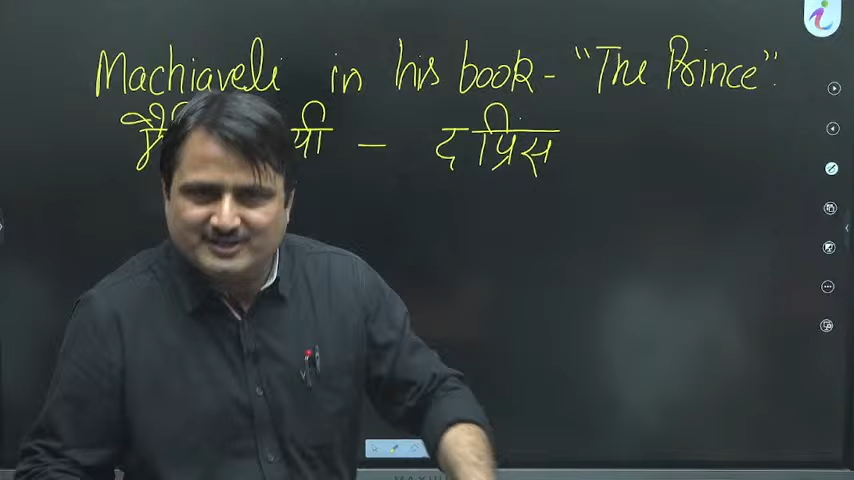 Machiaveli in his book - "The Prince".
- द प्रिंस